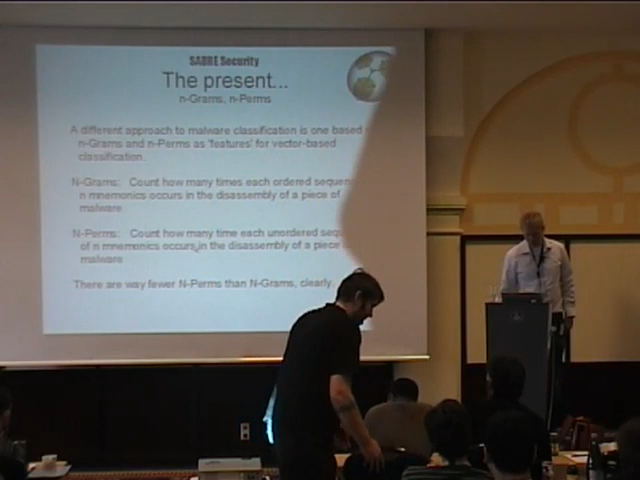 SABRE Security
The present...
n-Grams, n-Perms
A different approach to malware classification is one based
n-Grams and n-Perms as 'features' for vector-based
classification.
N-Grams: Count how many times each ordered
n mnemonics occurs in the disassembly of a piece of
malware
N-Perms: Count how many time each unordered
of n mnemonics occurs in the disassembly of a piece
malware
There are way fewer N-Perms than N-Grams, clearly.